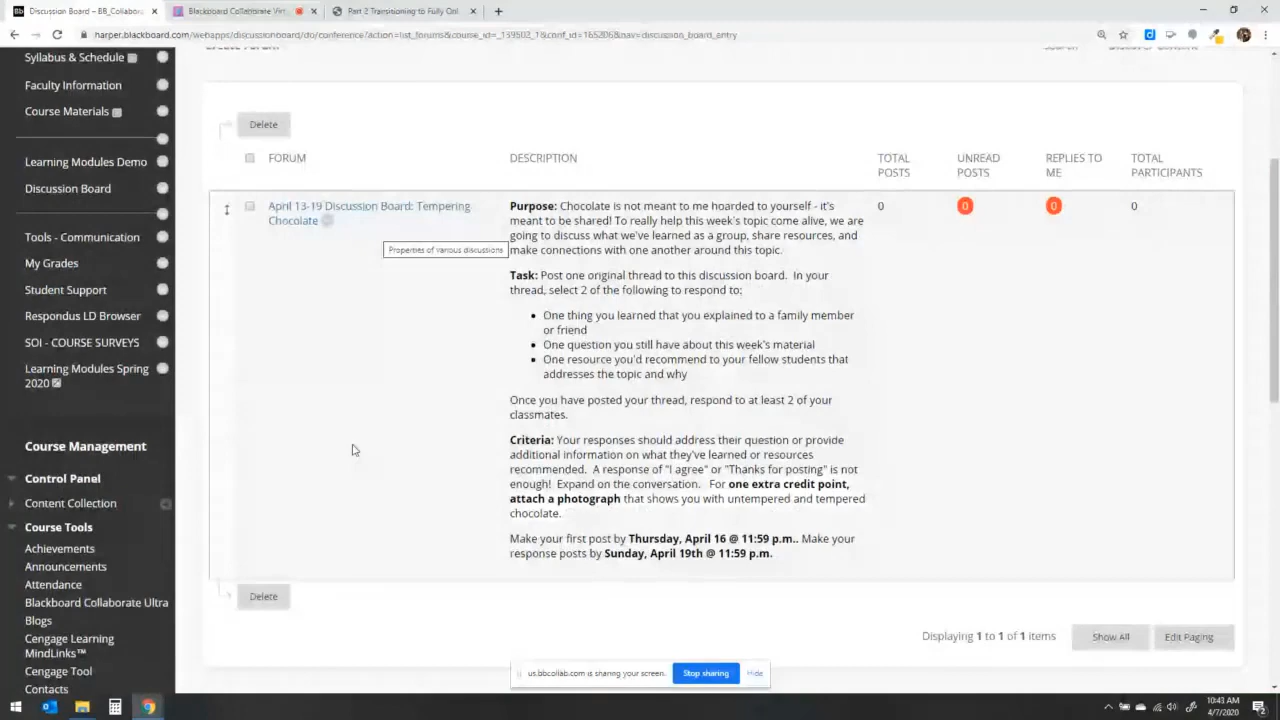 Discussion Board – BB_Collabora
Blackboard Collaborate Virtu
Part 2 Transitioning to Fully Onl
harper.blackboard.com/webapps/discussionboard/do/conference?action=list_forums&course_id=_139503_1&conf_id=
Syllabus & Schedule
Faculty Information
Course Materials
Learning Modules Demo
Discussion Board
Tools - Communication
My Grades
Student Support
Respondus LD Browser
SOI - COURSE SURVEYS
Learning Modules Spring
2020
Course Management
Control Panel
Content Collection
Course Tools
Achievements
Announcements
Attendance
Blackboard Collaborate Ultra
Blogs
Cengage Learning
MindLinks™
Cengage Tool
Contacts
Delete
FORUM
DESCRIPTION
TOTAL
POSTS
UNREAD
POSTS
REPLIES TO
ME
TOTAL
PARTICIPANTS
April 13-19 Discussion Board: Tempering
Chocolate
Properties of various discussions
Purpose: Chocolate is not meant to me hoarded to yourself - it's
meant to be shared! To really help this week's topic come alive, we are
going to discuss what we've learned as a group, share resources, and
make connections with one another around this topic.
Task: Post one original thread to this discussion board. In your
thread, select 2 of the following to respond to:
• One thing you learned that you explained to a family member
or friend
• One question you still have about this week's material
• One resource you'd recommend to your fellow students that
addresses the topic and why
Once you have posted your thread, respond to at least 2 of your
classmates.
Criteria: Your responses should address their question or provide
additional information on what they've learned or resources
recommended. A response of "I agree" or "Thanks for posting" is not
enough! Expand on the conversation. For one extra credit point,
attach a photograph that shows you with untempered and tempered
chocolate.
Make your first post by Thursday, April 16 @ 11:59 p.m.. Make your
response posts by Sunday, April 19th @ 11:59 p.m.
0
0
0
0
Delete
Displaying 1 to 1 of 1 items
Show All
Edit Paging
us.bbcollab.com is sharing your screen.
Stop sharing
Hide
10:43 AM
4/7/2020